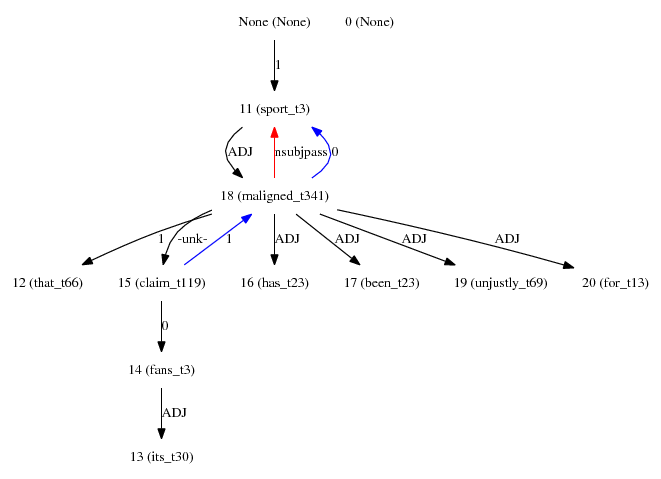 None (None) 0 (None)
1
11 (sport_t3)
ADJ nsubjpass 0
18 (maligned_t341)
1 -unk- 1 ADJ ADJ ADJ ADJ
12 (that_t66) 15 (claim_t119) 16 (has_t23) 17 (been_t23) 19 (unjustly_t69) 20 (for_t13)
0
14 (fans_t3)
ADJ
13 (its_t30)